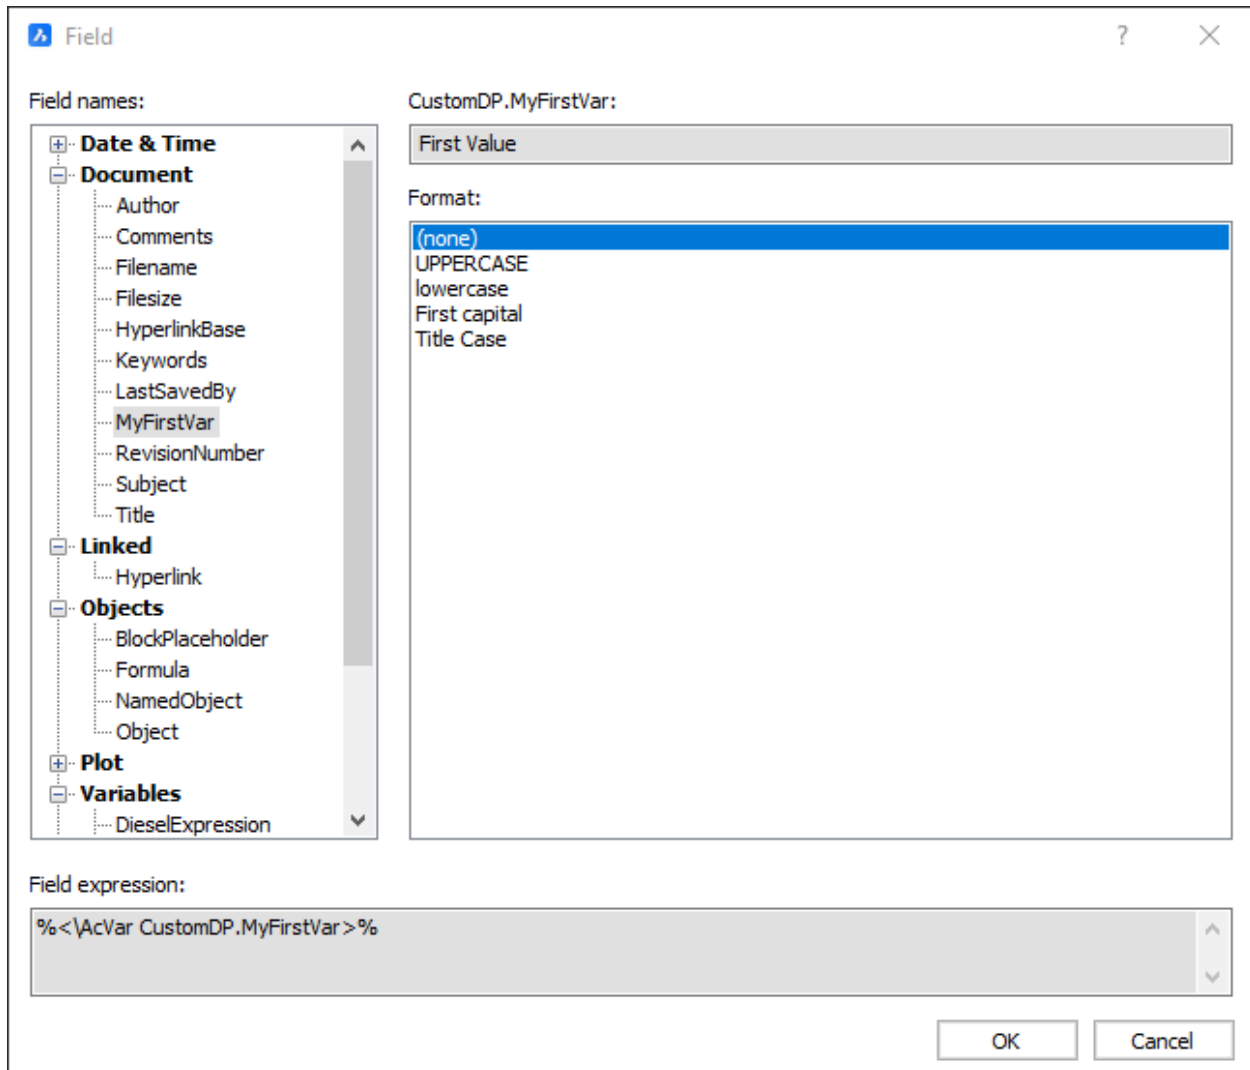 Field
?
Field names:
Date & Time
Document
Author
Comments
Filename
Filesize
HyperlinkBase
Keywords
LastSavedBy
MyFirstVar
RevisionNumber
Subject
Title
Linked
Hyperlink
Objects
BlockPlaceholder
Formula
NamedObject
Object
Plot
Variables
DieselExpression
CustomDP.MyFirstVar:
First Value
Format:
(none)
UPPERCASE
lowercase
First capital
Title Case
Field expression:
%<\AcVar CustomDP.MyFirstVar>%
OK
Cancel